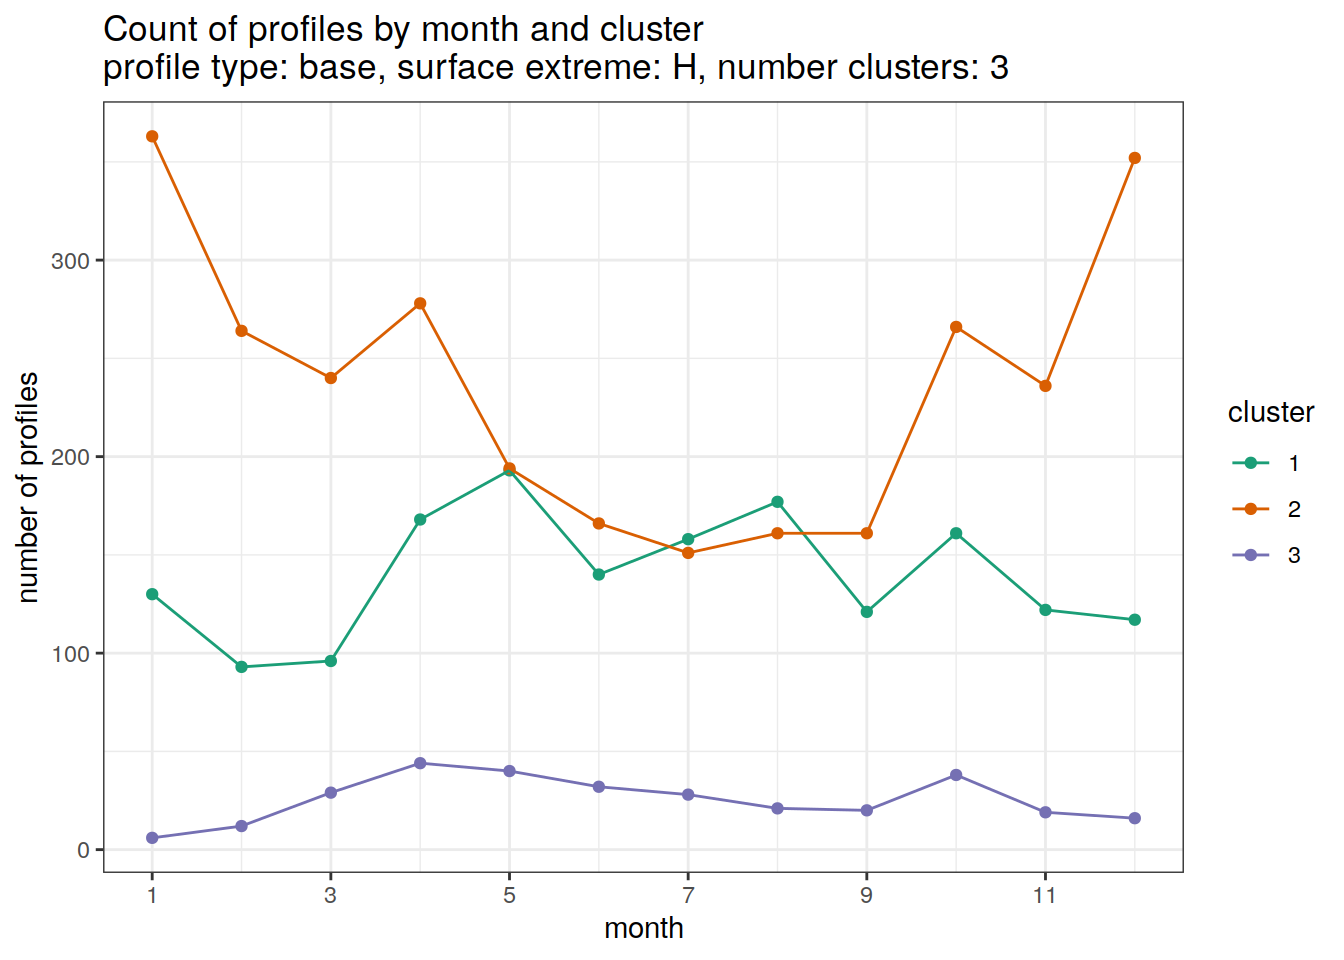 Count of profiles by month and cluster
profile type: base, surface extreme: H, number clusters: 3
number of profiles
300
200
100
0
1 3 5 7 9 11
month
cluster
1
2
3